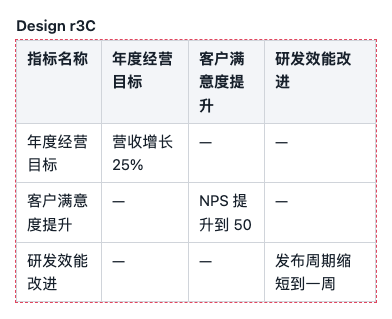 Design r3C
指标名称 年度经营 客户满 研发效能改
目标 意度提 进
升
年度经营 营收增长 — —
目标 25%
客户满意 — NPS 提 —
度提升 升到 50
研发效能 — — 发布周期缩
改进 短到一周